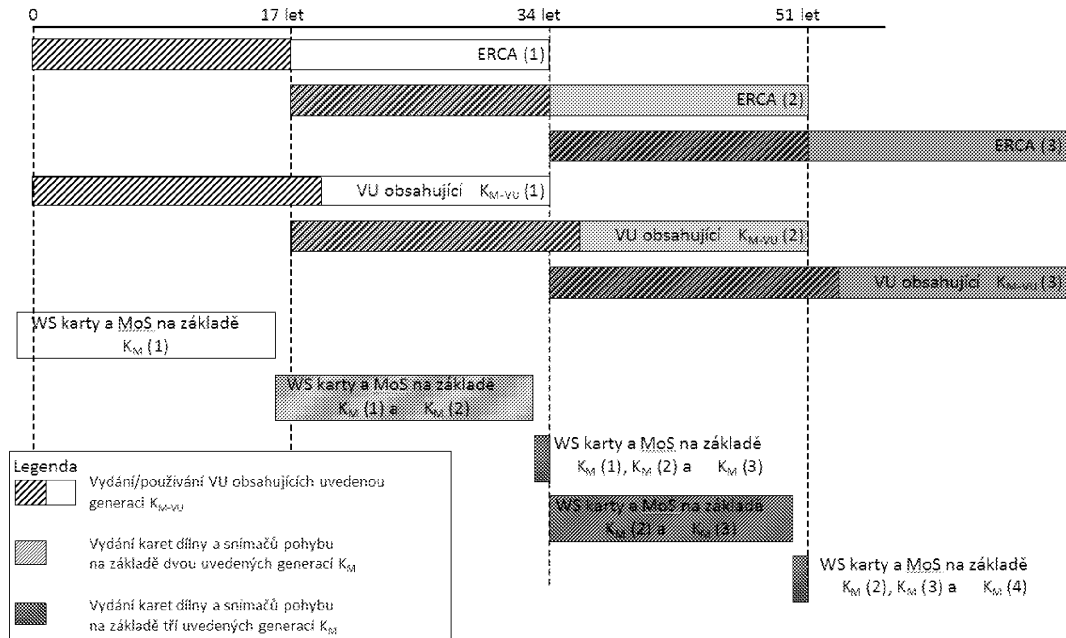 0 17 let 34 let 51 let
ERCA (1)
ERCA (2)
ERCA (3)
VU obsahující K_M-VU (1)
VU obsahující K_M-VU (2)
VU obsahující K_M-VU (3)
WS karty a MoS na základě
K_M (1)
WS karty a MoS na základě
K_M (1) a K_M (2)
WS karty a MoS na základě
K_M (1), K_M (2) a K_M (3)
WS karty a MoS na základě
K_M (2) a K_M (3)
WS karty a MoS na základě
K_M (2), K_M (3) a K_M (4)
Legenda
Vydání/používání VU obsahujících uvedenou
generaci K_M-VU
Vydání karet dílny a snímačů pohybu
na základě dvou uvedených generací K_M
Vydání karet dílny a snímačů pohybu
na základě tří uvedených generací K_M